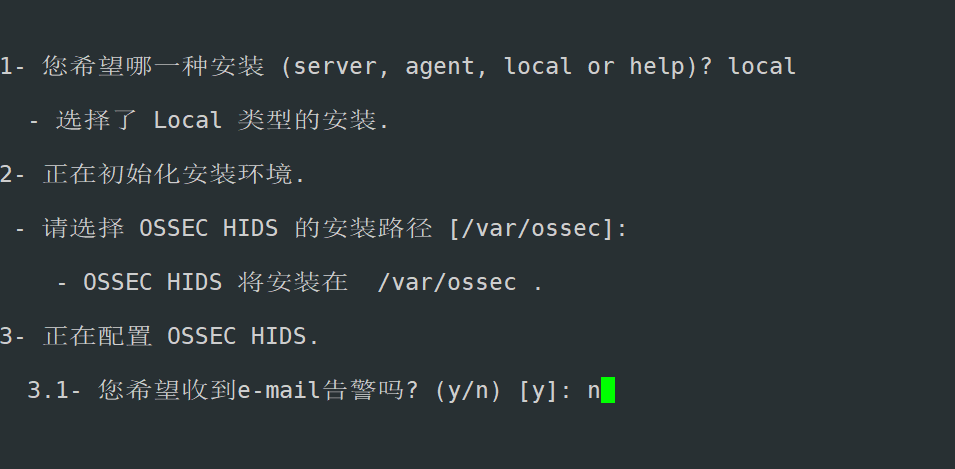 1- 您希望哪一种安装 (server, agent, local or help)? local
- 选择了 Local 类型的安装.
2- 正在初始化安装环境.
- 请选择 OSSEC HIDS 的安装路径 [/var/ossec]:
- OSSEC HIDS 将安装在  /var/ossec .
3- 正在配置 OSSEC HIDS.
3.1- 您希望收到e-mail告警吗? (y/n) [y]: n